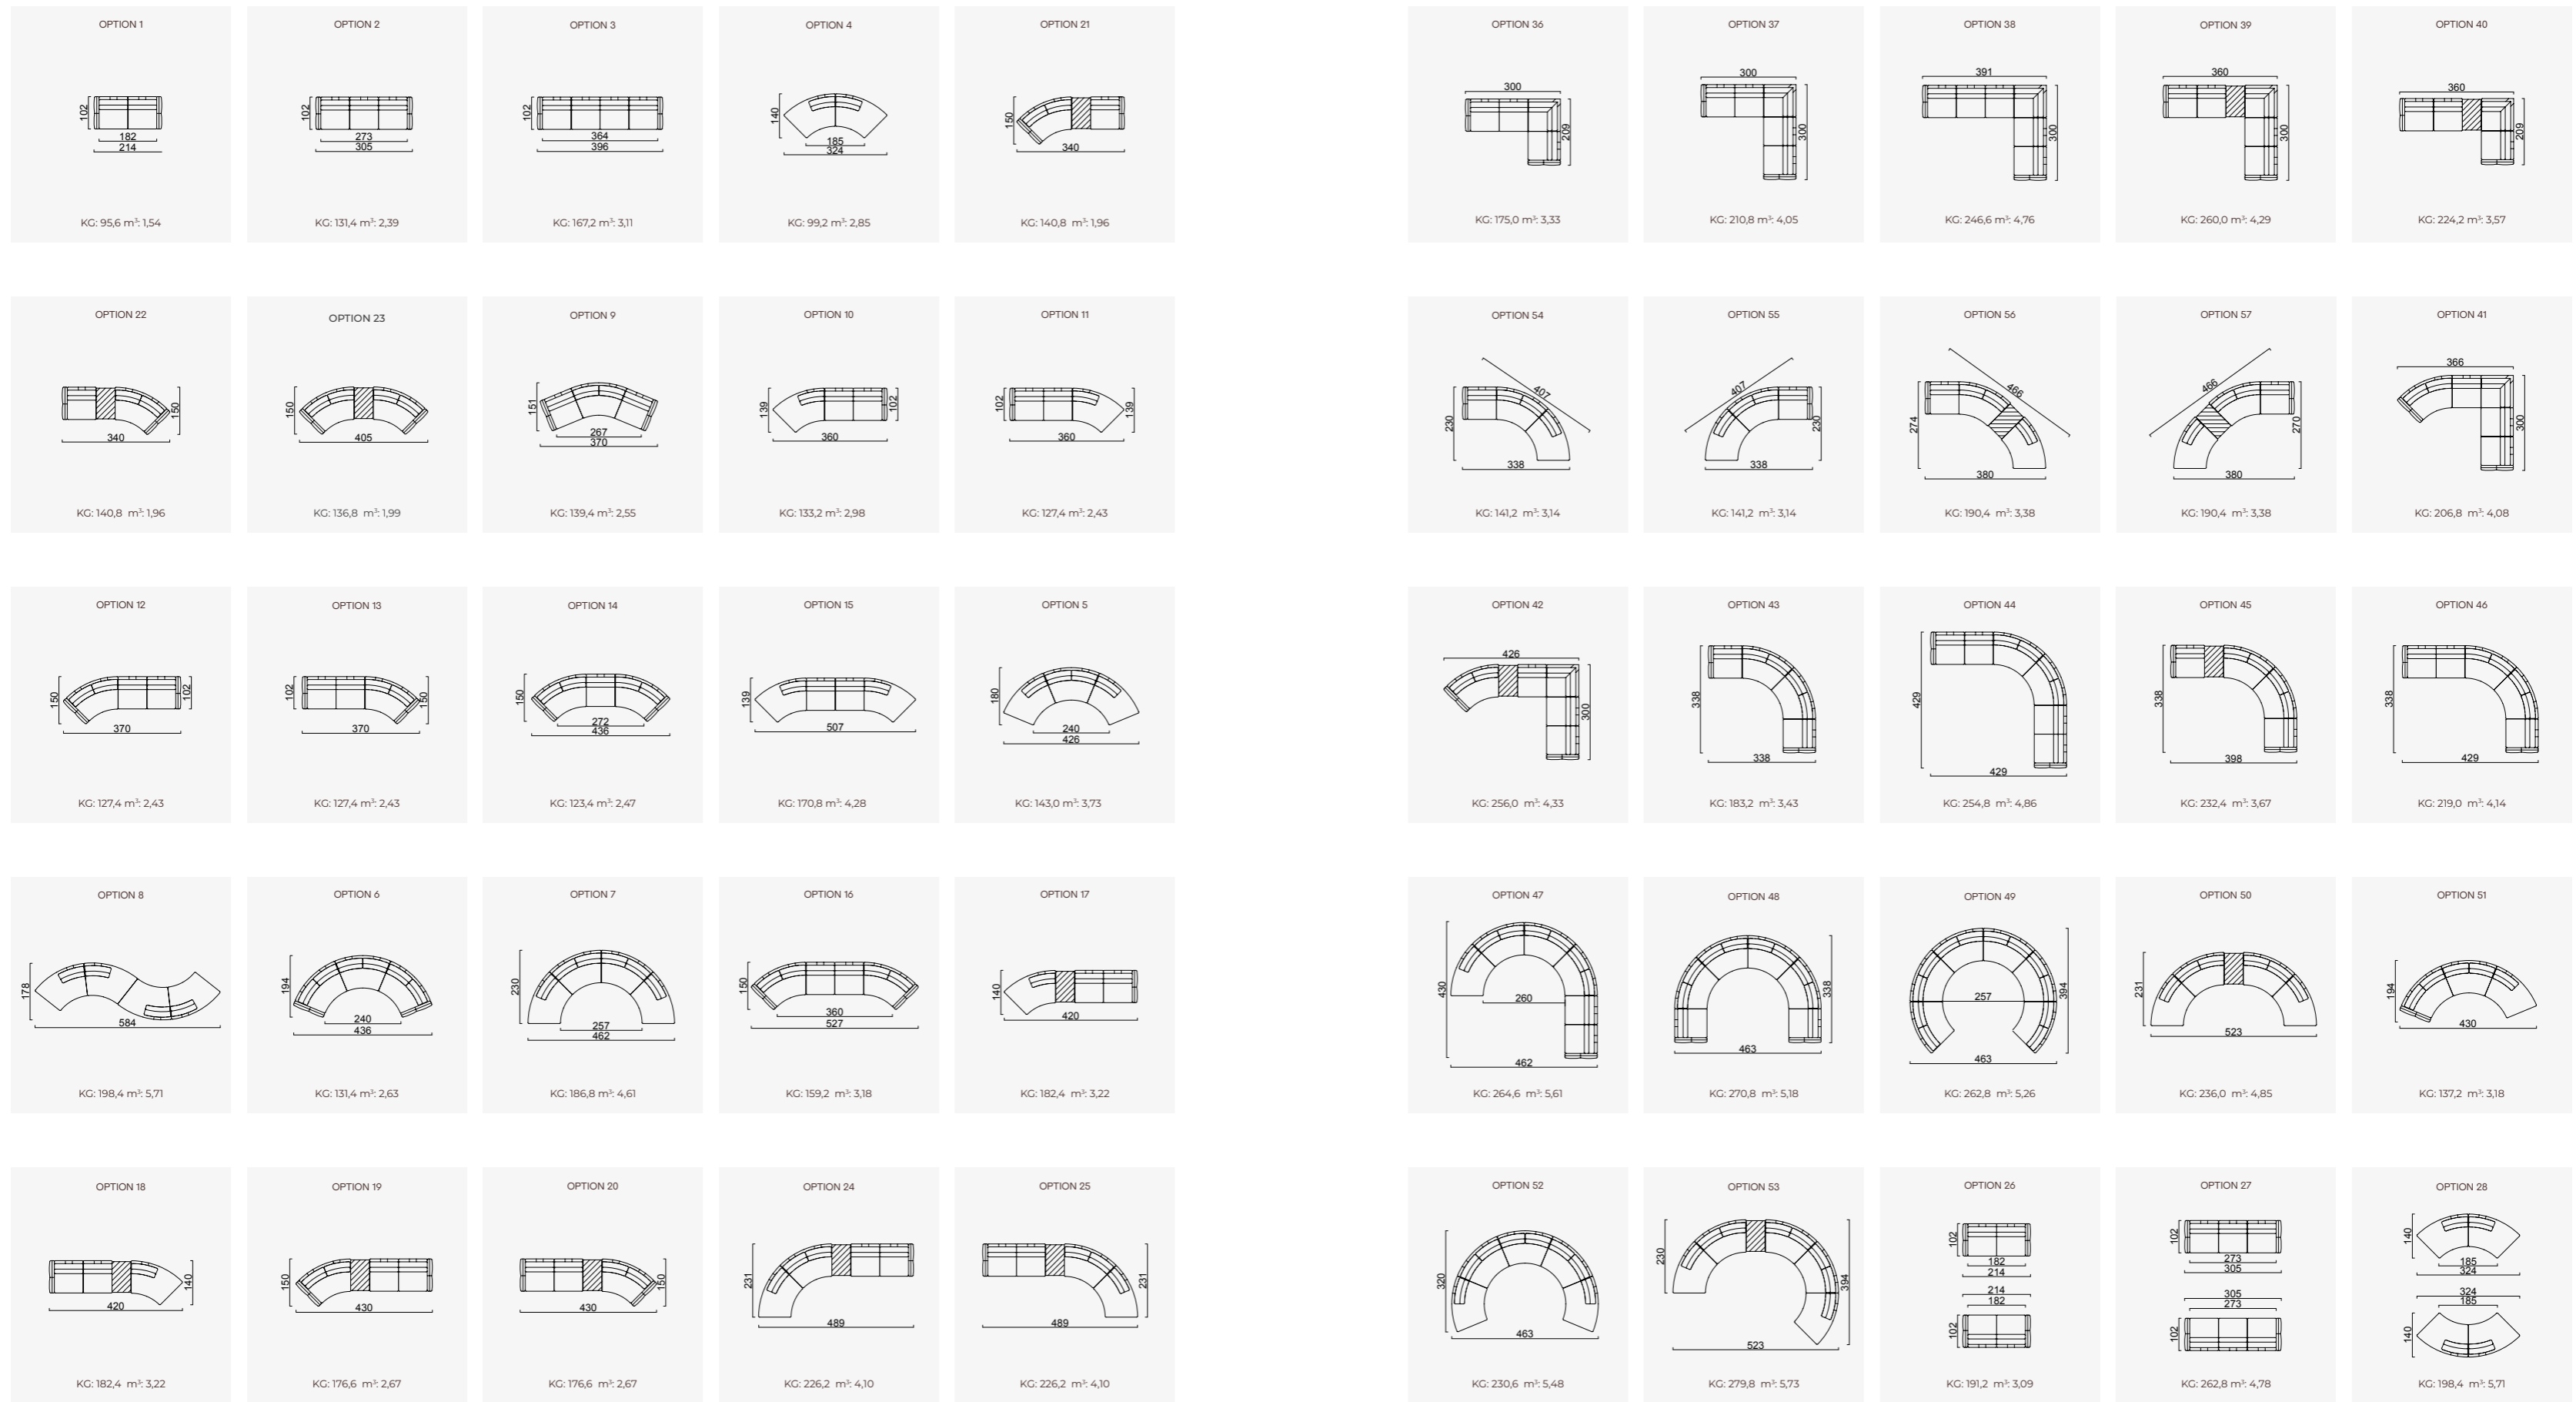 OPTION 1
102
182
214
KG: 95,6 m³: 1,54
OPTION 2
102
273
305
KG: 131,4 m³: 2,39
OPTION 3
102
364
396
KG: 167,2 m³: 3,11
OPTION 4
140
185
324
KG: 99,2 m³: 2,85
OPTION 21
150
340
KG: 140,8 m³: 1,96
OPTION 22
150
340
KG: 140,8 m³: 1,96
OPTION 23
150
405
KG: 136,8 m³: 1,99
OPTION 9
151
267
370
KG: 139,4 m³: 2,55
OPTION 10
139
102
360
KG: 133,2 m³: 2,98
OPTION 11
102
139
360
KG: 127,4 m³: 2,43
OPTION 12
150
102
370
KG: 127,4 m³: 2,43
OPTION 13
102
150
370
KG: 127,4 m³: 2,43
OPTION 14
150
272
436
KG: 123,4 m³: 2,47
OPTION 15
139
507
KG: 170,8 m³: 4,28
OPTION 5
180
240
426
KG: 143,0 m³: 3,73
OPTION 8
178
584
KG: 198,4 m³: 5,71
OPTION 6
194
240
436
KG: 131,4 m³: 2,63
OPTION 7
230
257
462
KG: 186,8 m³: 4,61
OPTION 16
150
360
527
KG: 159,2 m³: 3,18
OPTION 17
140
420
KG: 182,4 m³: 3,22
OPTION 18
140
420
KG: 182,4 m³: 3,22
OPTION 19
150
430
KG: 176,6 m³: 2,67
OPTION 20
150
430
KG: 176,6 m³: 2,67
OPTION 24
231
489
KG: 226,2 m³: 4,10
OPTION 25
231
489
KG: 226,2 m³: 4,10
OPTION 36
300
209
KG: 175,0 m³: 3,33
OPTION 37
300
300
KG: 210,8 m³: 4,05
OPTION 38
391
300
KG: 246,6 m³: 4,76
OPTION 39
360
300
KG: 260,0 m³: 4,29
OPTION 40
360
209
KG: 224,2 m³: 3,57
OPTION 54
407
230
338
KG: 141,2 m³: 3,14
OPTION 55
407
230
338
KG: 141,2 m³: 3,14
OPTION 56
466
274
380
KG: 190,4 m³: 3,38
OPTION 57
466
270
380
KG: 190,4 m³: 3,38
OPTION 41
366
300
KG: 206,8 m³: 4,08
OPTION 42
426
300
KG: 256,0 m³: 4,33
OPTION 43
338
338
KG: 183,2 m³: 3,43
OPTION 44
429
429
KG: 254,8 m³: 4,86
OPTION 45
338
398
KG: 232,4 m³: 3,67
OPTION 46
338
429
KG: 219,0 m³: 4,14
OPTION 47
430
260
462
KG: 264,6 m³: 5,61
OPTION 48
338
463
KG: 270,8 m³: 5,18
OPTION 49
257
394
463
KG: 262,8 m³: 5,26
OPTION 50
231
523
KG: 236,0 m³: 4,85
OPTION 51
194
430
KG: 137,2 m³: 3,18
OPTION 52
320
463
KG: 230,6 m³: 5,48
OPTION 53
230
394
523
KG: 279,8 m³: 5,73
OPTION 26
102
182
214
214
182
102
KG: 191,2 m³: 3,09
OPTION 27
102
273
305
305
273
102
KG: 262,8 m³: 4,78
OPTION 28
140
185
324
324
185
140
KG: 198,4 m³: 5,71